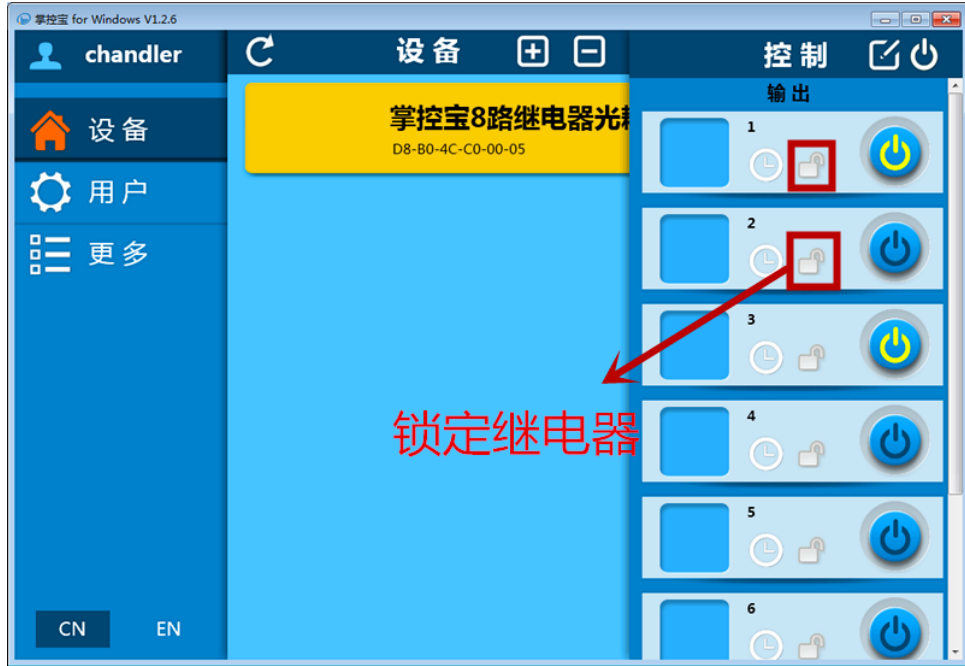 掌控宝 for Windows V1.2.6
chandler
设备
控制
设备
用户
更多
掌控宝8路继电器光
D8-B0-4C-C0-00-05
输出
1
2
3
4
5
6
锁定继电器
CN
EN